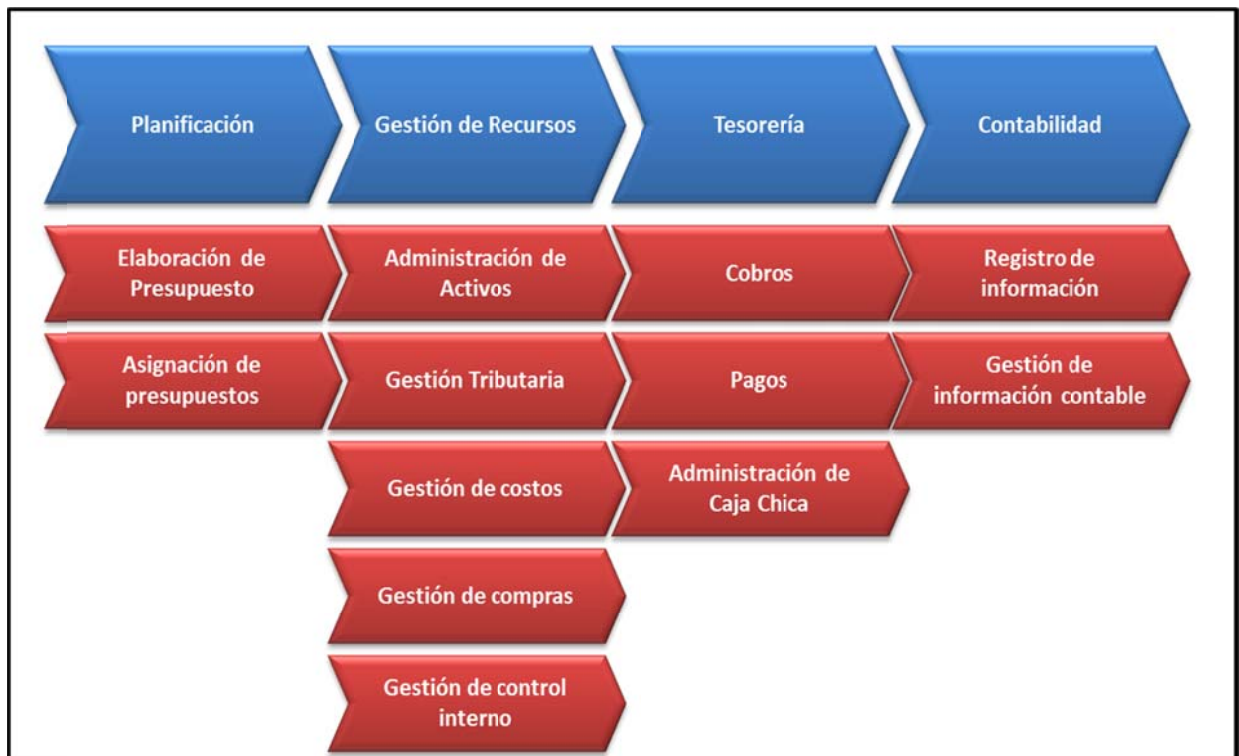 Planificación
Gestión de Recursos
Tesorería
Contabilidad
Elaboración de
Presupuesto
Administración de
Activos
Cobros
Registro de
información
Asignación de
presupuestos
Gestión Tributaria
Pagos
Gestión de
información contable
Gestión de costos
Administración de
Caja Chica
Gestión de compras
Gestión de control
interno